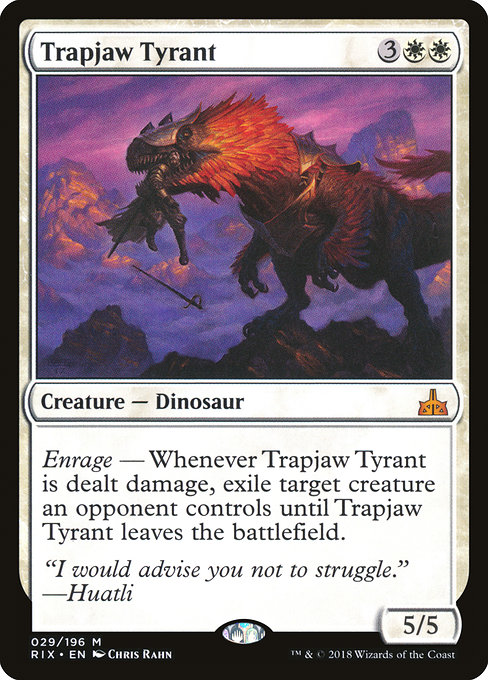 Trapjaw Tyrant 3
Creature — Dinosaur
Enrage — Whenever Trapjaw Tyrant
is dealt damage, exile target creature
an opponent controls until Trapjaw
Tyrant leaves the battlefield.
“I would advise you not to struggle.”
—Huatli
5/5
029/196 M
RIX • EN Chris Rahn
™ & © 2018 Wizards of the Coast